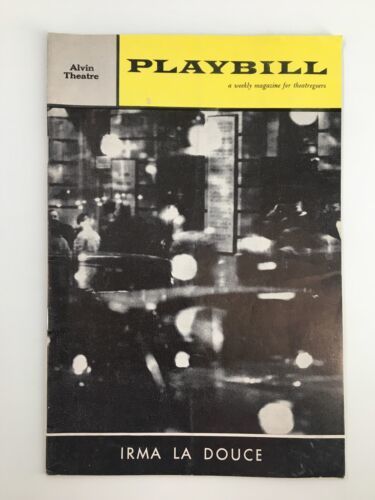 Alvin
Theatre
PLAYBILL
a weekly magazine for theatregoers
IRMA LA DOUCE